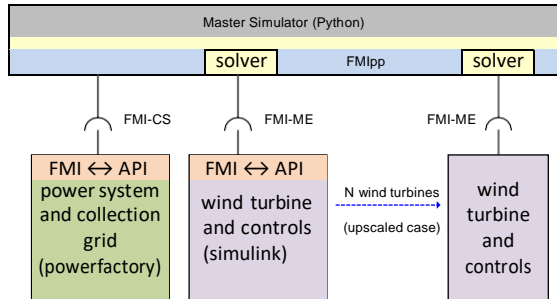 Master Simulator (Python)
solver
FMIpp
solver
FMI-CS
FMI-ME
FMI-ME
FMI ↔ API
power system
and collection
grid
(powerfactory)
FMI ↔ API
wind turbine
and controls
(simulink)
N wind turbines
(upscaled case)
wind
turbine
and
controls